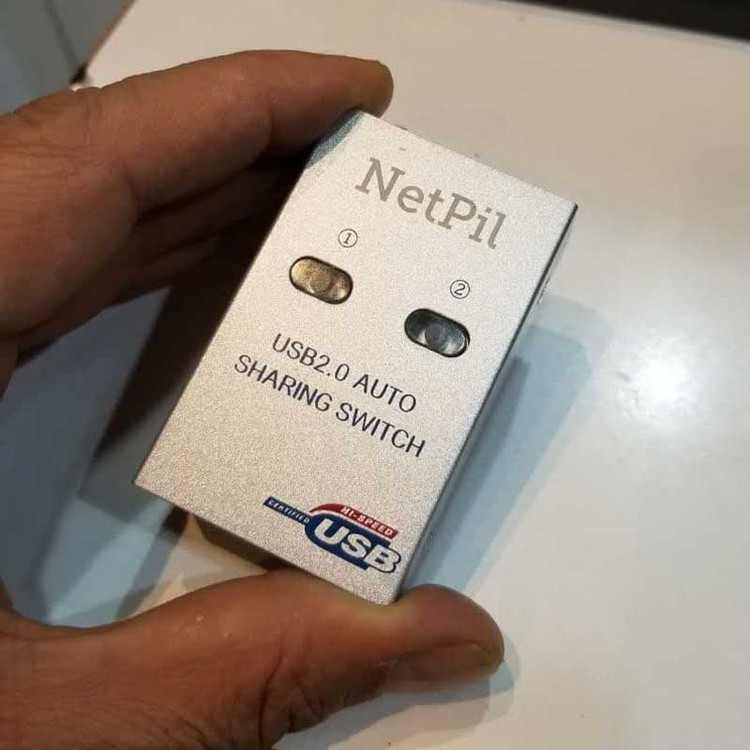 NetPil
① ②
USB2.0 AUTO
SHARING SWITCH
CERTIFIED HI-SPEED
USB